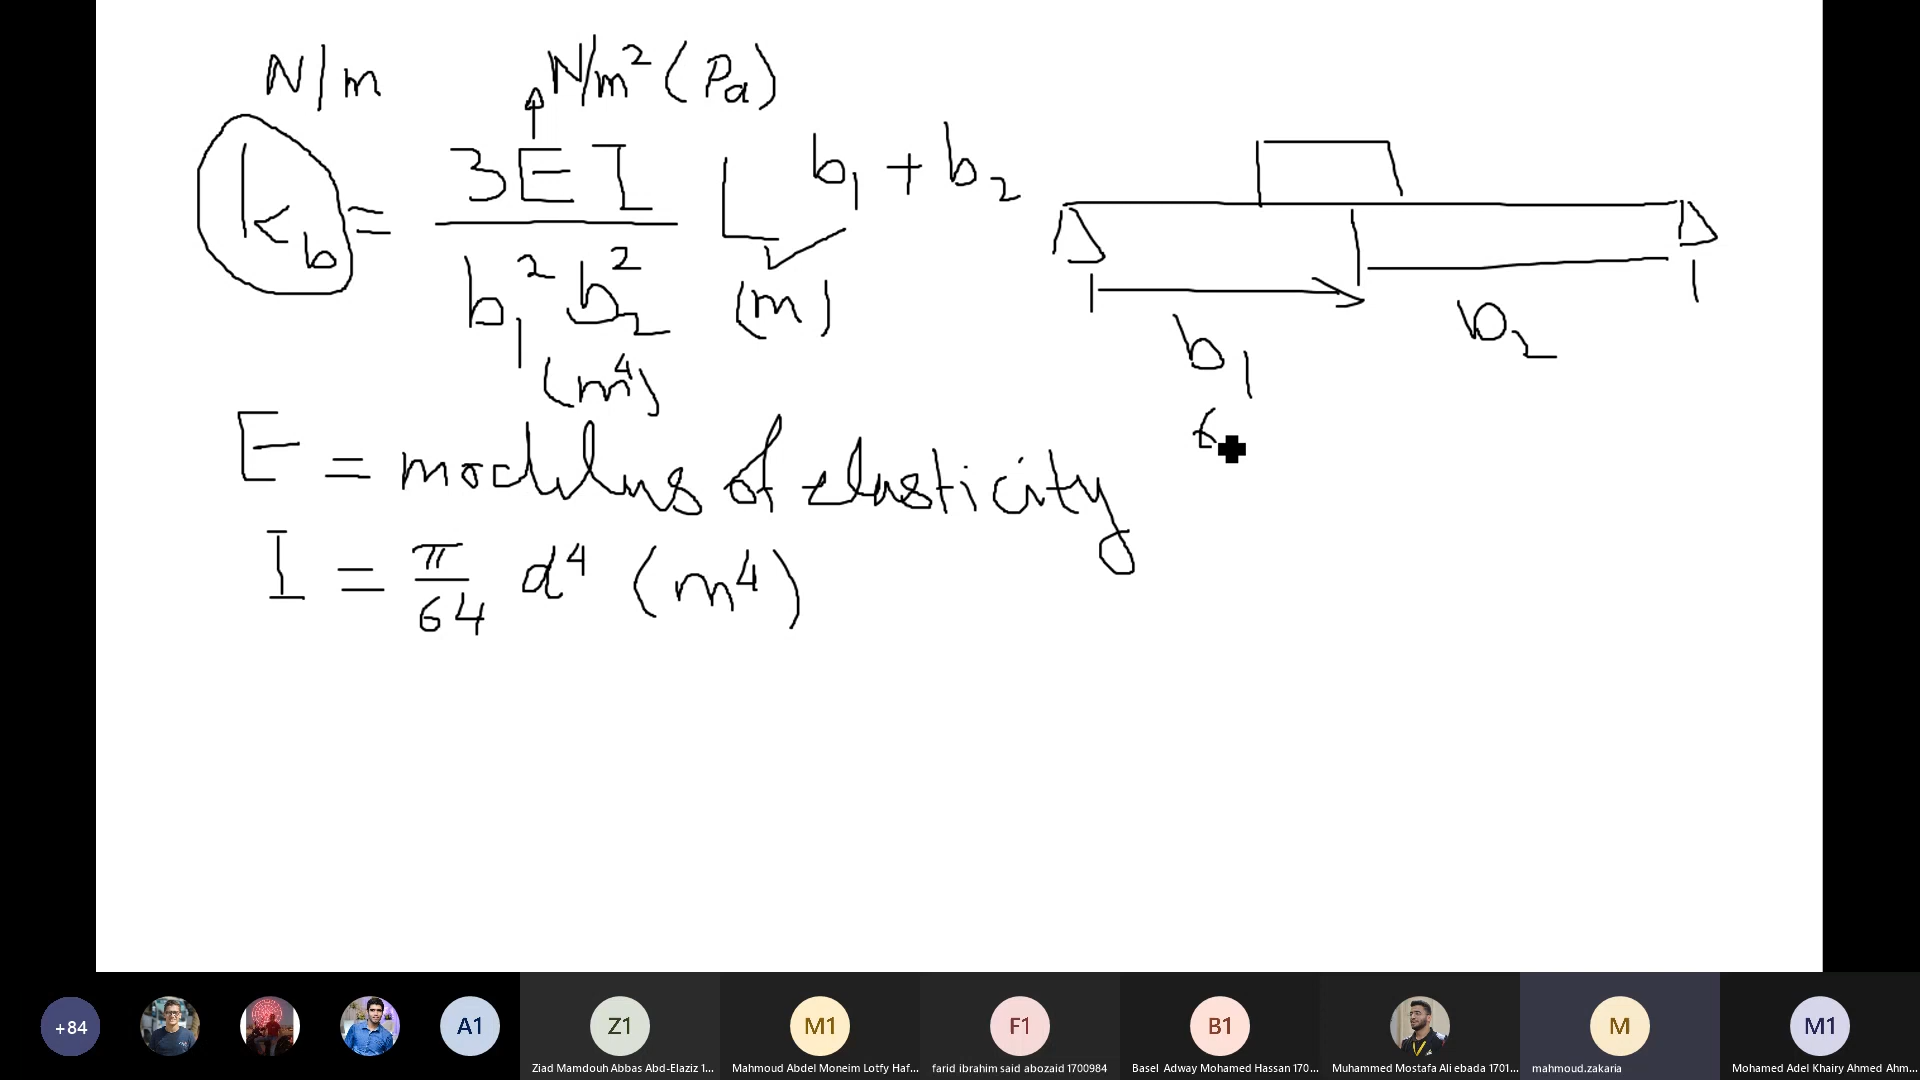 N/m
N/m² (Pa)
k_b = 3EI / b₁² b₂² L b₁ + b₂
(m)
(m⁴)
b₁
b₂
6
E = modulus of elasticity
I = π/64 d⁴ (m⁴)
+84
A1
Z1
M1
F1
B1
M
M1
Ziad Mamdouh Abbas Abd-Elaziz 1...
Mahmoud Abdel Moneim Lotfy Haf...
farid ibrahim said abozaid 1700984
Basel Adway Mohamed Hassan 170...
Muhammed Mostafa Ali ebada 1701...
mahmoud.zakaria
Mohamed Adel Khairy Ahmed Ahm...